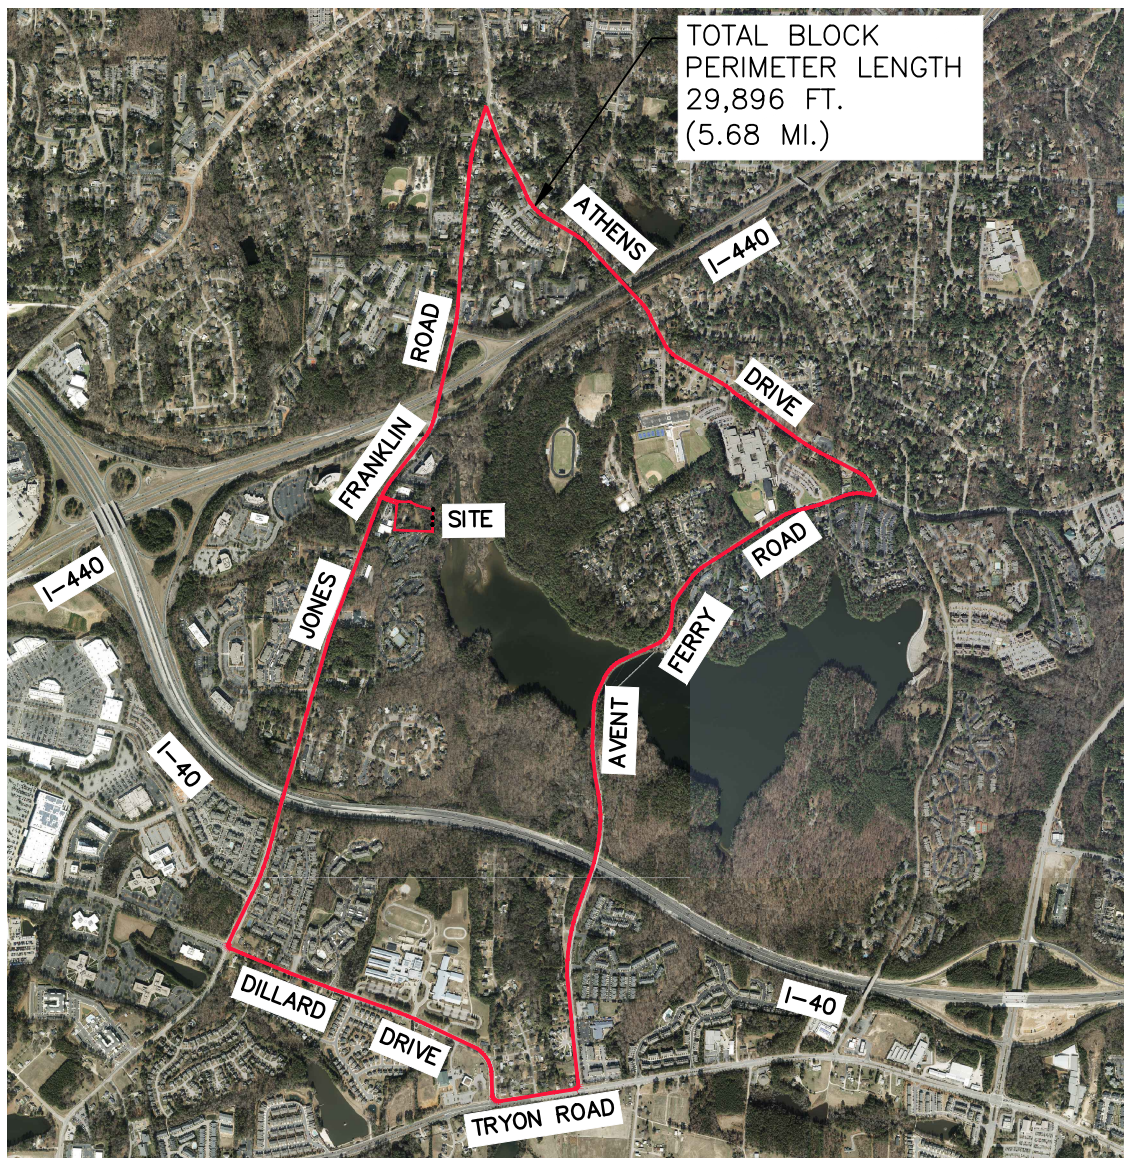 TOTAL BLOCK
PERIMETER LENGTH
29,896 FT.
(5.68 MI.)
ATHENS
I-440
ROAD
DRIVE
FRANKLIN
SITE
ROAD
I-440
JONES
FERRY
AVENT
I-40
I-40
DILLARD
DRIVE
TRYON ROAD